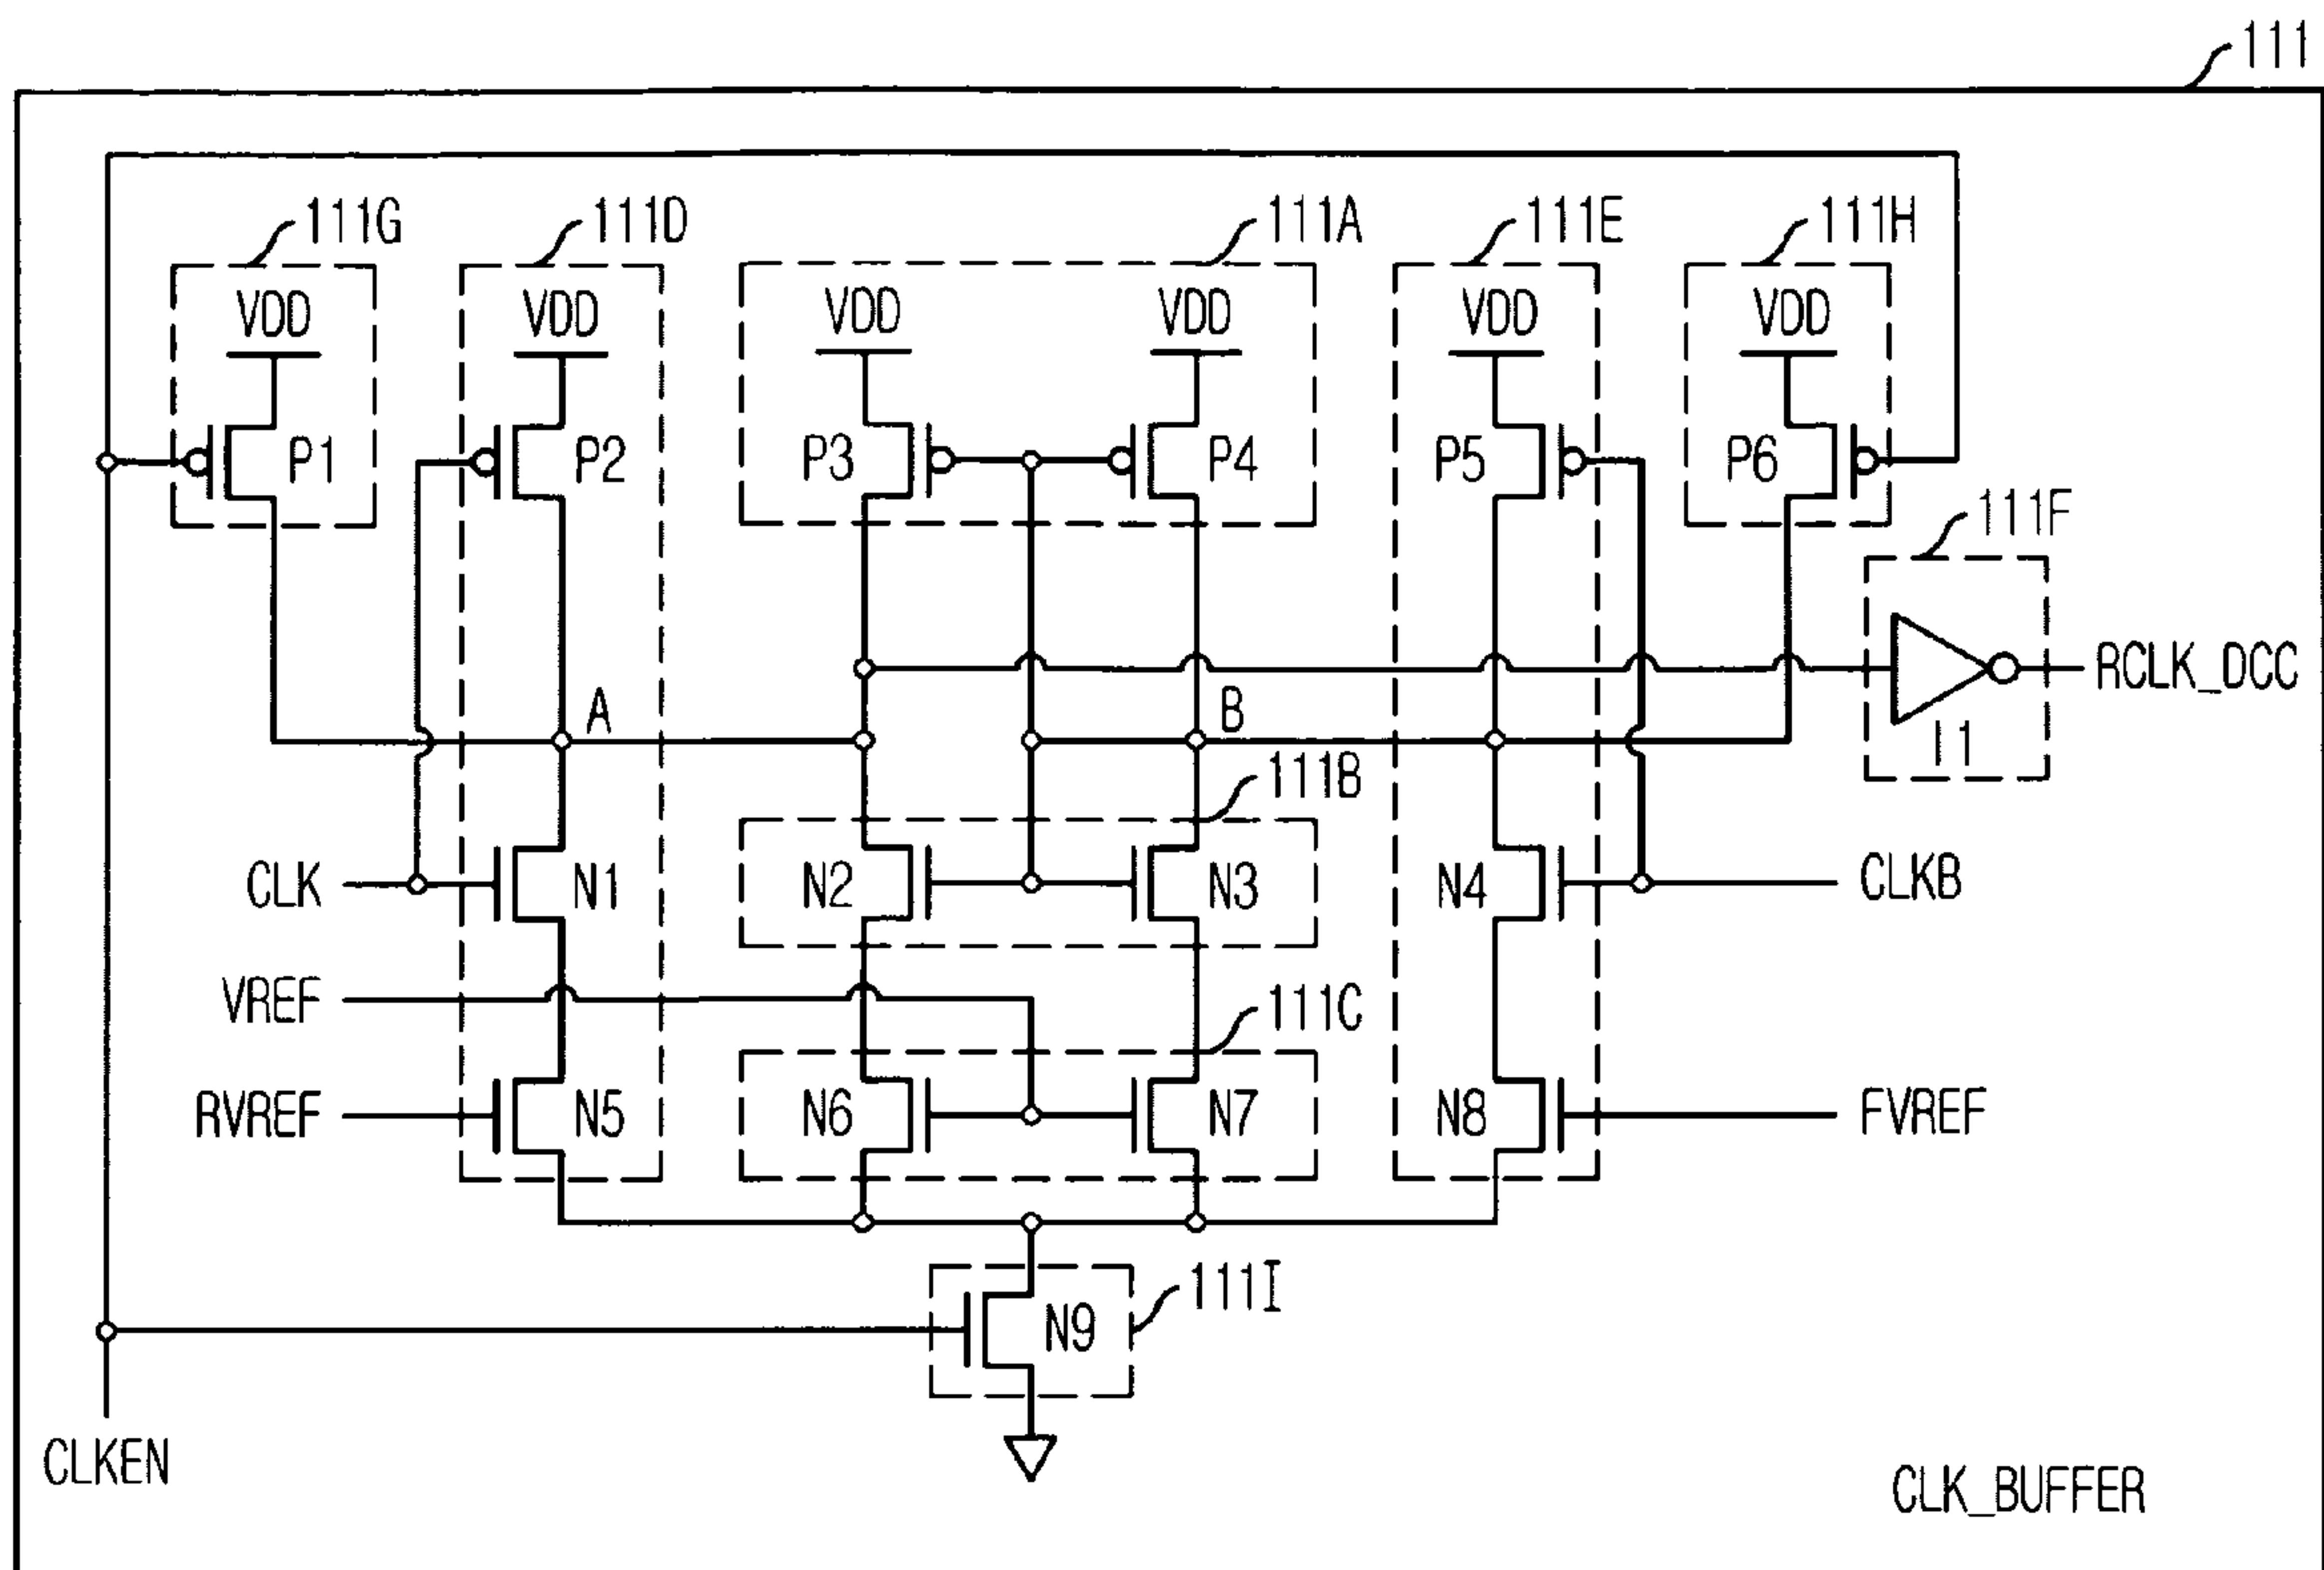 111
111G
111D
111A
111E
111H
VDD
VDD
VDD
VDD
VDD
VDD
P1
P2
P3
P4
P5
P6
111F
RCLK_DCC
A
B
I1
111B
CLK
N1
N2
N3
N4
CLKB
VREF
111C
RVREF
N5
N6
N7
N8
FVREF
111I
N9
CLKEN
CLK_BUFFER